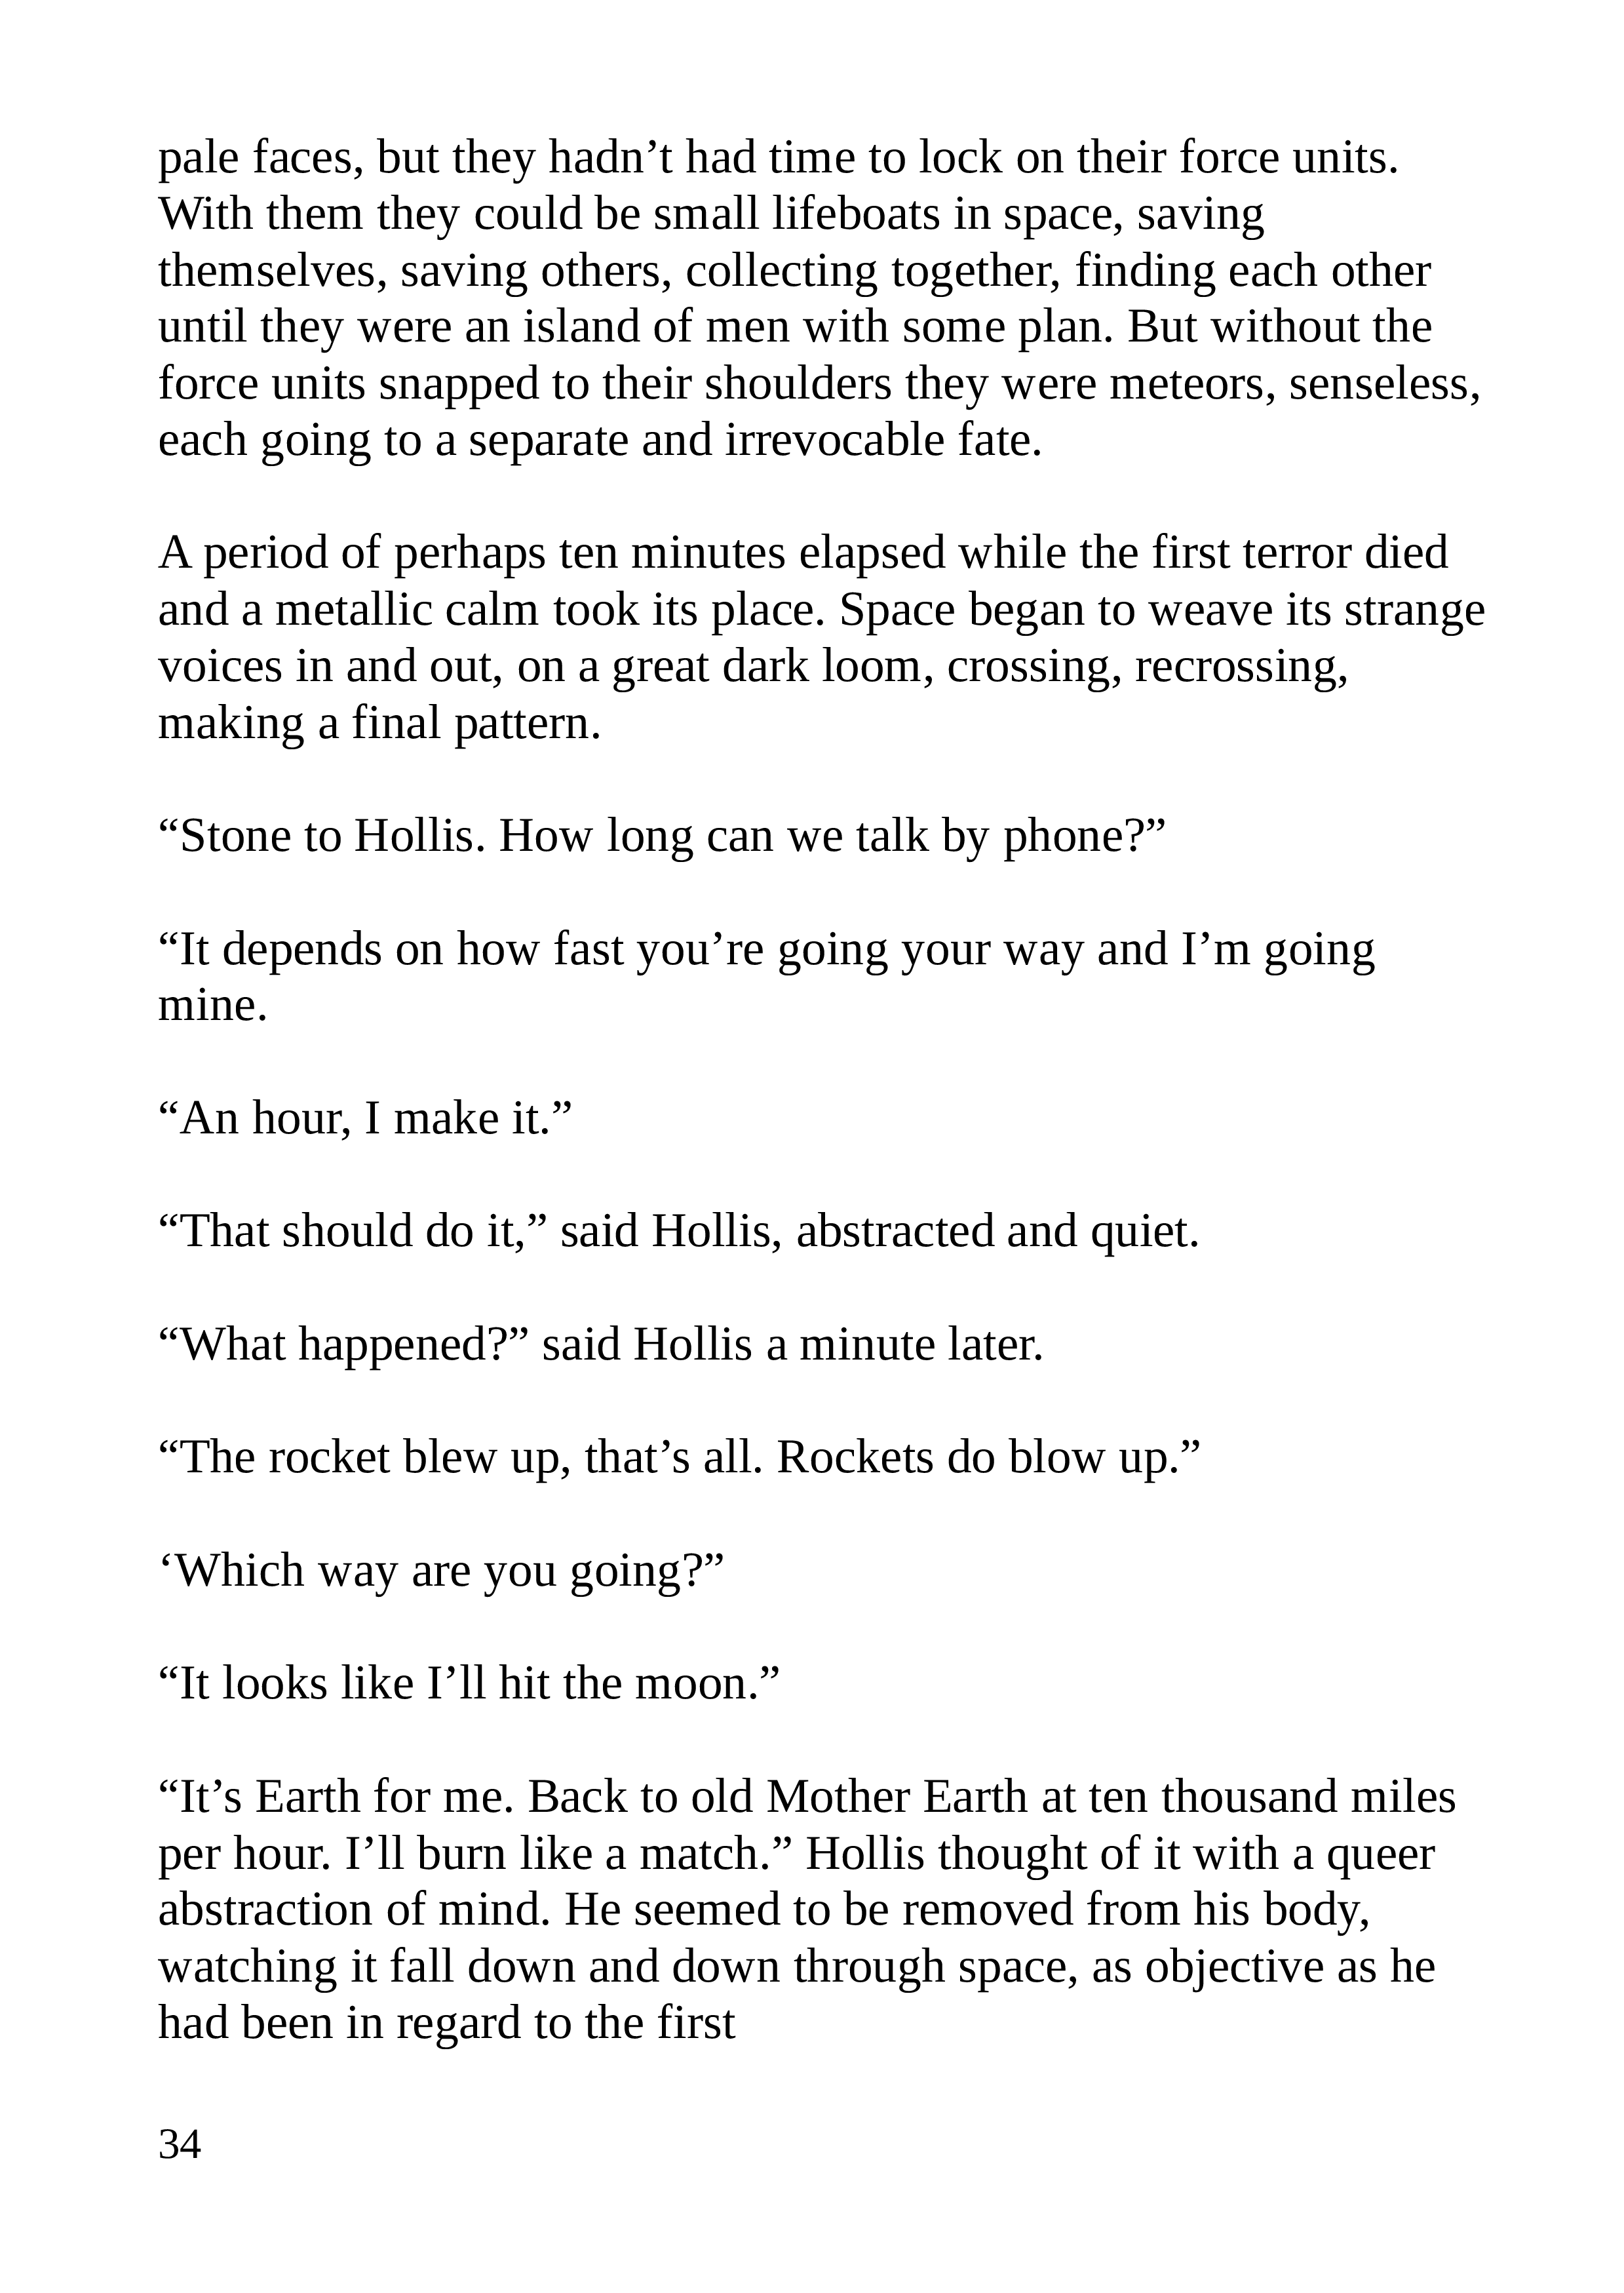 pale faces, but they hadn’t had time to lock on their force units.
With them they could be small lifeboats in space, saving
themselves, saving others, collecting together, finding each other
until they were an island of men with some plan. But without the
force units snapped to their shoulders they were meteors, senseless,
each going to a separate and irrevocable fate.
A period of perhaps ten minutes elapsed while the first terror died
and a metallic calm took its place. Space began to weave its strange
voices in and out, on a great dark loom, crossing, recrossing,
making a final pattern.
“Stone to Hollis. How long can we talk by phone?”
“It depends on how fast you’re going your way and I’m going
mine.
“An hour, I make it.”
“That should do it,” said Hollis, abstracted and quiet.
“What happened?” said Hollis a minute later.
“The rocket blew up, that’s all. Rockets do blow up.”
‘Which way are you going?”
“It looks like I’ll hit the moon.”
“It’s Earth for me. Back to old Mother Earth at ten thousand miles
per hour. I’ll burn like a match.” Hollis thought of it with a queer
abstraction of mind. He seemed to be removed from his body,
watching it fall down and down through space, as objective as he
had been in regard to the first
34